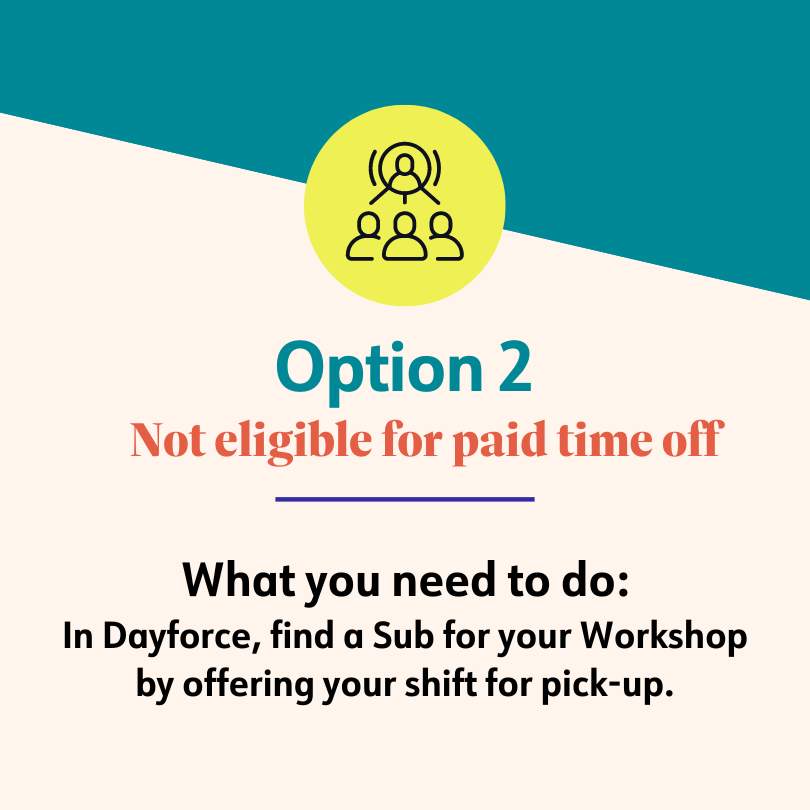 Option 2
Not eligible for paid time off
What you need to do:
In Dayforce, find a Sub for your Workshop
by offering your shift for pick-up.